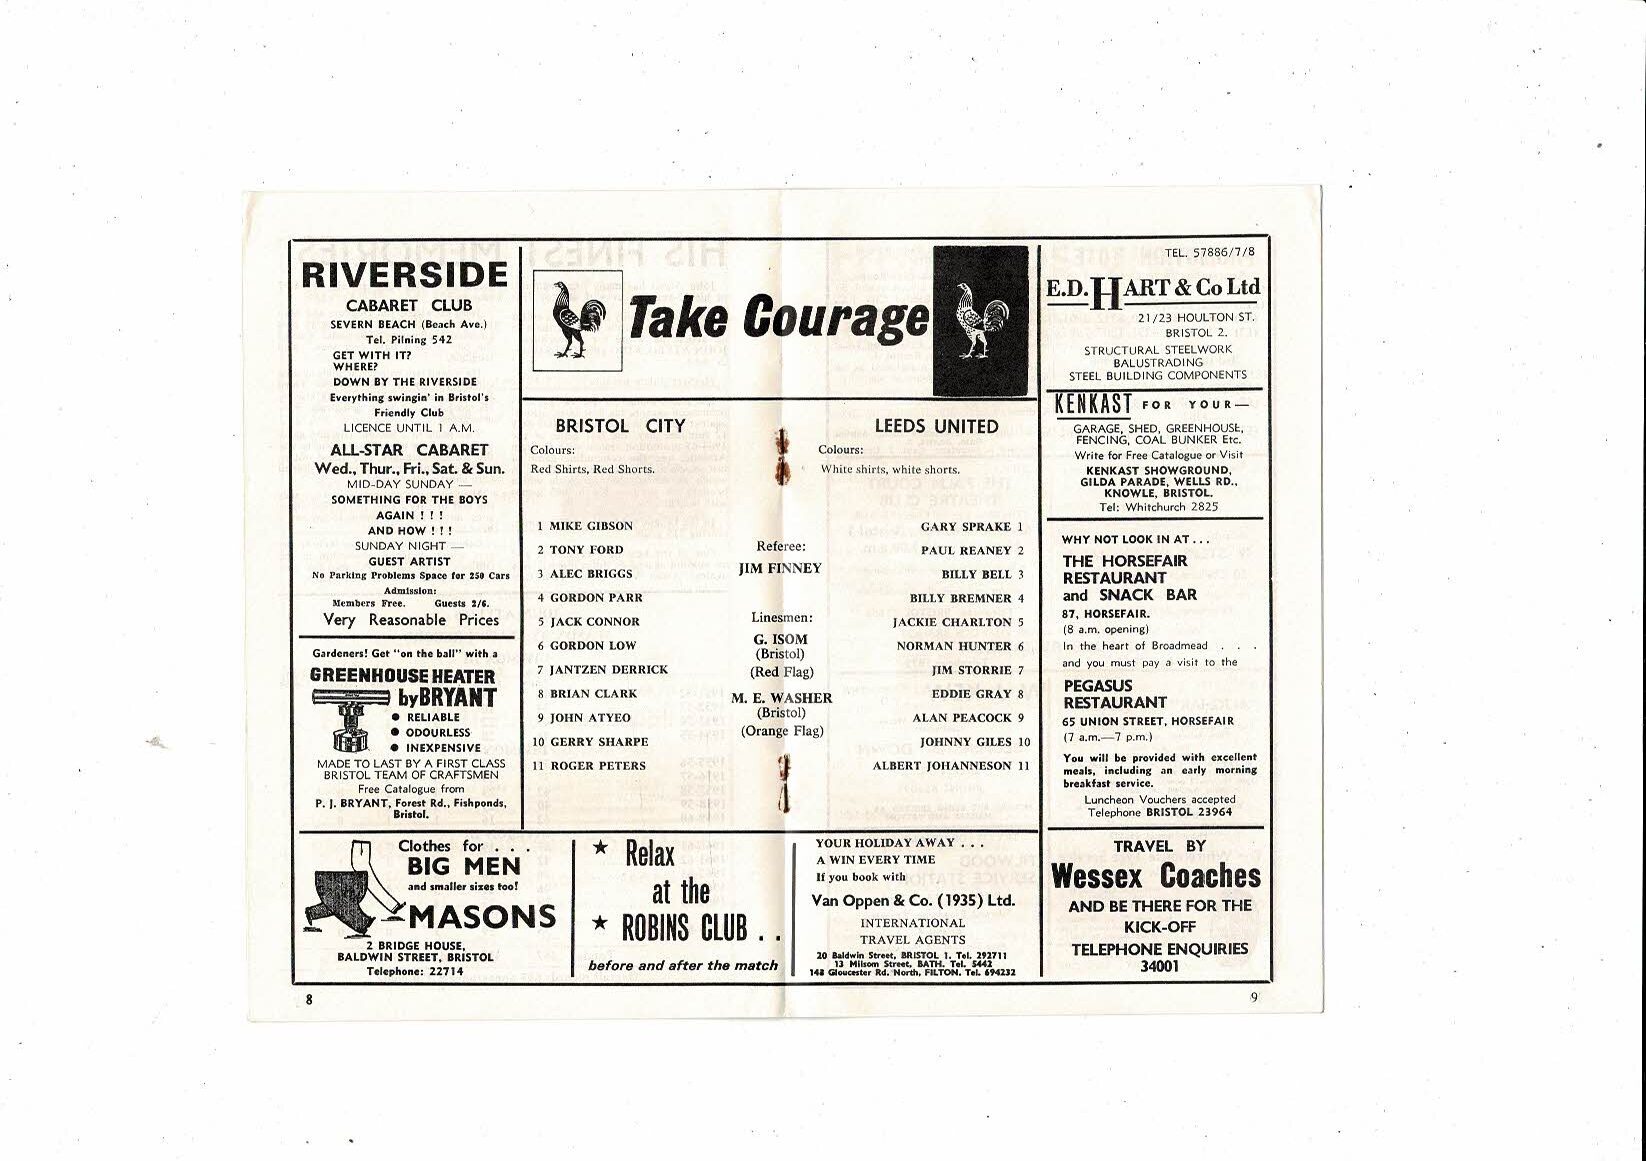 RIVERSIDE
CABARET CLUB
SEVERN BEACH (Beach Ave.)
Tel. Pilning 542
GET WITH IT?
WHERE?
DOWN BY THE RIVERSIDE
Everything swingin' in Bristol's
Friendly Club
LICENCE UNTIL 1 A.M.
ALL-STAR CABARET
Wed., Thur., Fri., Sat. & Sun.
MID-DAY SUNDAY —
SOMETHING FOR THE BOYS
AGAIN ! ! !
AND HOW ! ! !
SUNDAY NIGHT —
GUEST ARTIST
No Parking Problems Space for 250 Cars
Admission:
Members Free. Guests 2/6.
Very Reasonable Prices
Gardeners! Get "on the ball" with a
GREENHOUSE HEATER
by BRYANT
● RELIABLE
● ODOURLESS
● INEXPENSIVE
MADE TO LAST BY A FIRST CLASS
BRISTOL TEAM OF CRAFTSMEN
Free Catalogue from
P. J. BRYANT, Forest Rd., Fishponds,
Bristol.
Take Courage
BRISTOL CITY
Colours:
Red Shirts, Red Shorts.
1 MIKE GIBSON
2 TONY FORD
3 ALEC BRIGGS
4 GORDON PARR
5 JACK CONNOR
6 GORDON LOW
7 JANTZEN DERRICK
8 BRIAN CLARK
9 JOHN ATYEO
10 GERRY SHARPE
11 ROGER PETERS
Referee:
JIM FINNEY
Linesmen:
G. ISOM
(Bristol)
(Red Flag)
M. E. WASHER
(Bristol)
(Orange Flag)
LEEDS UNITED
Colours:
White shirts, white shorts.
GARY SPRAKE 1
PAUL REANEY 2
BILLY BELL 3
BILLY BREMNER 4
JACKIE CHARLTON 5
NORMAN HUNTER 6
JIM STORRIE 7
EDDIE GRAY 8
ALAN PEACOCK 9
JOHNNY GILES 10
ALBERT JOHANNESON 11
TEL. 57886/7/8
E.D. HART & Co Ltd
21/23 HOULTON ST.
BRISTOL 2.
STRUCTURAL STEELWORK
BALUSTRADING
STEEL BUILDING COMPONENTS
KENKAST FOR YOUR—
GARAGE, SHED, GREENHOUSE,
FENCING, COAL BUNKER Etc.
Write for Free Catalogue or Visit
KENKAST SHOWGROUND,
GILDA PARADE, WELLS RD.,
KNOWLE, BRISTOL.
Tel: Whitchurch 2825
WHY NOT LOOK IN AT . . .
THE HORSEFAIR
RESTAURANT
and SNACK BAR
87, HORSEFAIR.
(8 a.m. opening)
In the heart of Broadmead . . .
and you must pay a visit to the
PEGASUS
RESTAURANT
65 UNION STREET, HORSEFAIR
(7 a.m.—7 p.m.)
You will be provided with excellent
meals, including an early morning
breakfast service.
Luncheon Vouchers accepted
Telephone BRISTOL 23964
Clothes for . . .
BIG MEN
and smaller sizes too!
MASONS
2 BRIDGE HOUSE,
BALDWIN STREET, BRISTOL
Telephone: 22714
★ Relax
at the
★ ROBINS CLUB . .
before and after the match
YOUR HOLIDAY AWAY . . .
A WIN EVERY TIME
If you book with
Van Oppen & Co. (1935) Ltd.
INTERNATIONAL
TRAVEL AGENTS
20 Baldwin Street, BRISTOL 1. Tel. 292711
13 Milsom Street, BATH. Tel. 5442
148 Gloucester Rd. North, FILTON. Tel. 694232
TRAVEL BY
Wessex Coaches
AND BE THERE FOR THE
KICK-OFF
TELEPHONE ENQUIRIES
34001
8
9